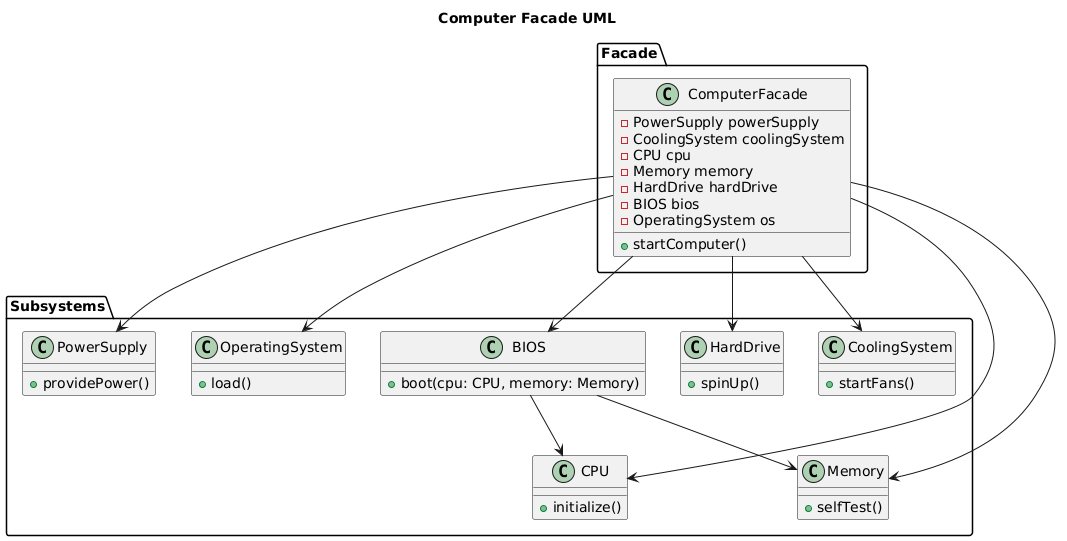 Computer Facade UML
Facade
C ComputerFacade
PowerSupply powerSupply
CoolingSystem coolingSystem
CPU cpu
Memory memory
HardDrive hardDrive
BIOS bios
OperatingSystem os
startComputer()
Subsystems
C PowerSupply
providePower()
C OperatingSystem
load()
C BIOS
boot(cpu: CPU, memory: Memory)
C HardDrive
spinUp()
C CoolingSystem
startFans()
C CPU
initialize()
C Memory
selfTest()